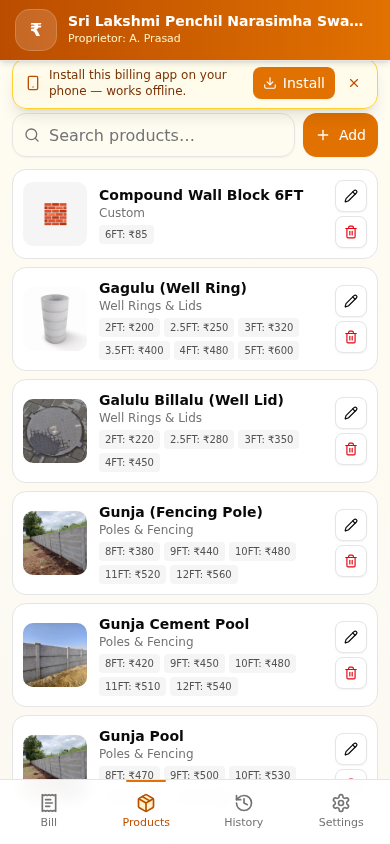 ₹
Sri Lakshmi Penchil Narasimha Swa...
Proprietor: A. Prasad
Install this billing app on your
phone — works offline.
Install
Search products...
Add
Compound Wall Block 6FT
Custom
6FT: ₹85
Gagulu (Well Ring)
Well Rings & Lids
2FT: ₹200 2.5FT: ₹250 3FT: ₹320
3.5FT: ₹400 4FT: ₹480 5FT: ₹600
Galulu Billalu (Well Lid)
Well Rings & Lids
2FT: ₹220 2.5FT: ₹280 3FT: ₹350
4FT: ₹450
Gunja (Fencing Pole)
Poles & Fencing
8FT: ₹380 9FT: ₹440 10FT: ₹480
11FT: ₹520 12FT: ₹560
Gunja Cement Pool
Poles & Fencing
8FT: ₹420 9FT: ₹450 10FT: ₹480
11FT: ₹510 12FT: ₹540
Gunja Pool
Poles & Fencing
8FT: ₹470 9FT: ₹500 10FT: ₹530
Bill Products History Settings